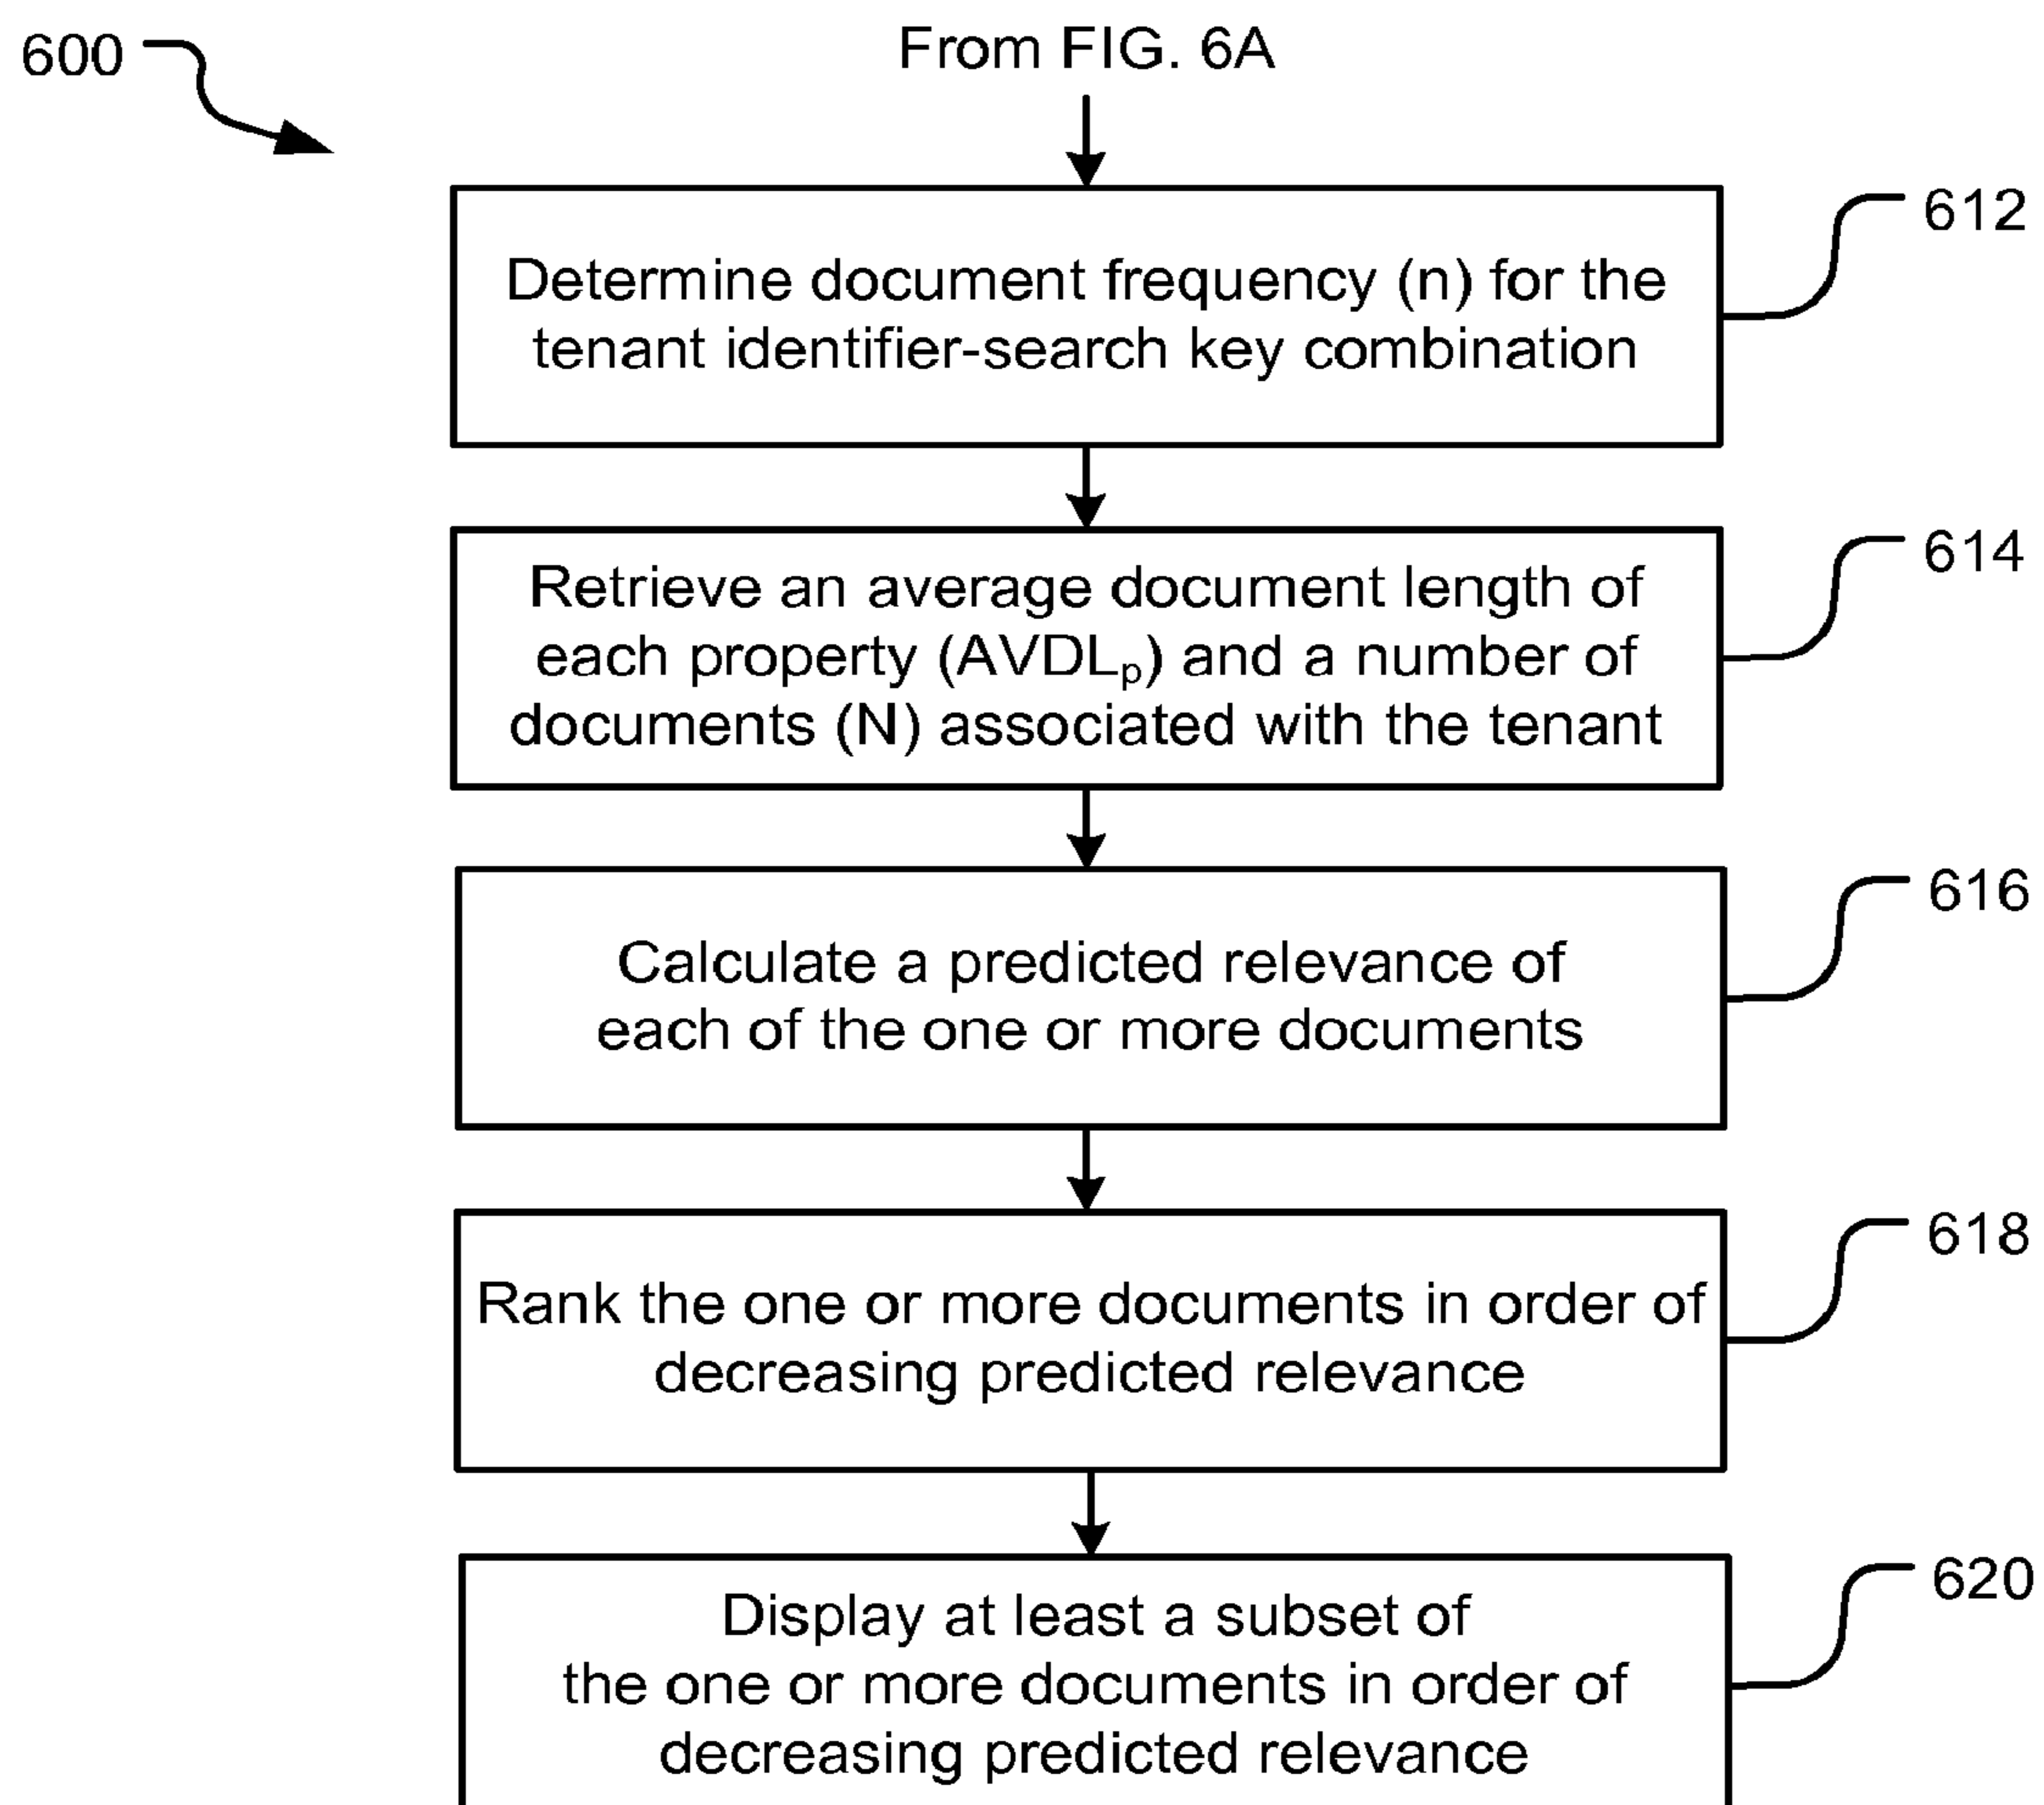 600
From FIG. 6A
Determine document frequency (n) for the
tenant identifier-search key combination
612
Retrieve an average document length of
each property (AVDLp) and a number of
documents (N) associated with the tenant
614
Calculate a predicted relevance of
each of the one or more documents
616
Rank the one or more documents in order of
decreasing predicted relevance
618
Display at least a subset of
the one or more documents in order of
decreasing predicted relevance
620